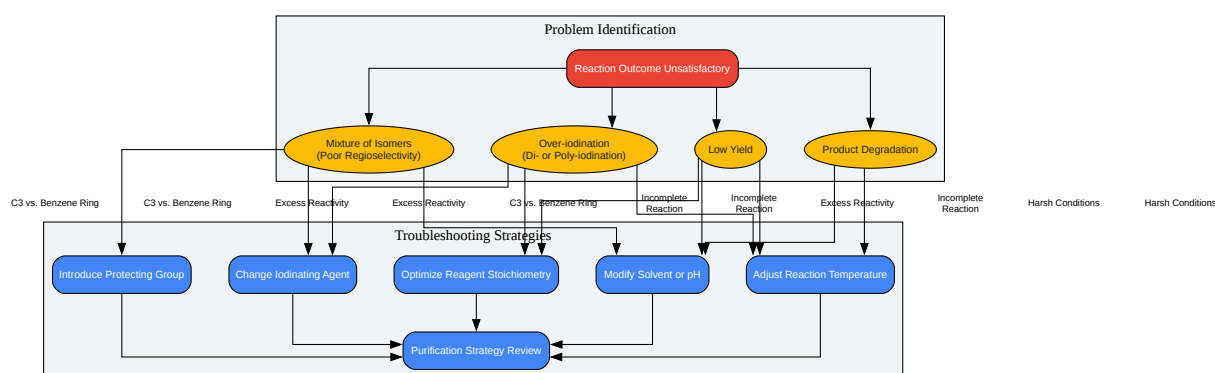 Problem Identification
Reaction Outcome Unsatisfactory
Mixture of Isomers
(Poor Regioselectivity)
Over-iodination
(Di- or Poly-iodination)
Low Yield
Product Degradation
C3 vs. Benzene Ring
C3 vs. Benzene Ring
Excess Reactivity
Excess Reactivity
C3 vs. Benzene Ring
Incomplete
Reaction
Incomplete
Reaction
Excess Reactivity
Incomplete
Reaction
Harsh Conditions
Harsh Conditions
Troubleshooting Strategies
Introduce Protecting Group
Change Iodinating Agent
Optimize Reagent Stoichiometry
Modify Solvent or pH
Adjust Reaction Temperature
Purification Strategy Review